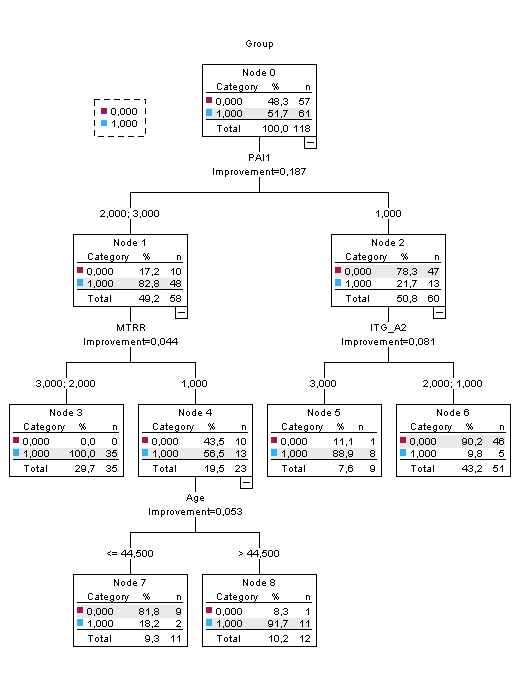 Group
Node 0
Category % n
0,000 48,3 57
1,000 51,7 61
Total 100,0 118
0,000
1,000
PAI1
Improvement=0,187
2,000; 3,000
1,000
Node 1
Category % n
0,000 17,2 10
1,000 82,8 48
Total 49,2 58
Node 2
Category % n
0,000 78,3 47
1,000 21,7 13
Total 50,8 60
MTRR
Improvement=0,044
ITG_A2
Improvement=0,081
3,000; 2,000
1,000
3,000
2,000; 1,000
Node 3
Category % n
0,000 0,0 0
1,000 100,0 35
Total 29,7 35
Node 4
Category % n
0,000 43,5 10
1,000 56,5 13
Total 19,5 23
Node 5
Category % n
0,000 11,1 1
1,000 88,9 8
Total 7,6 9
Node 6
Category % n
0,000 90,2 46
1,000 9,8 5
Total 43,2 51
Age
Improvement=0,053
<= 44,500
> 44,500
Node 7
Category % n
0,000 81,8 9
1,000 18,2 2
Total 9,3 11
Node 8
Category % n
0,000 8,3 1
1,000 91,7 11
Total 10,2 12